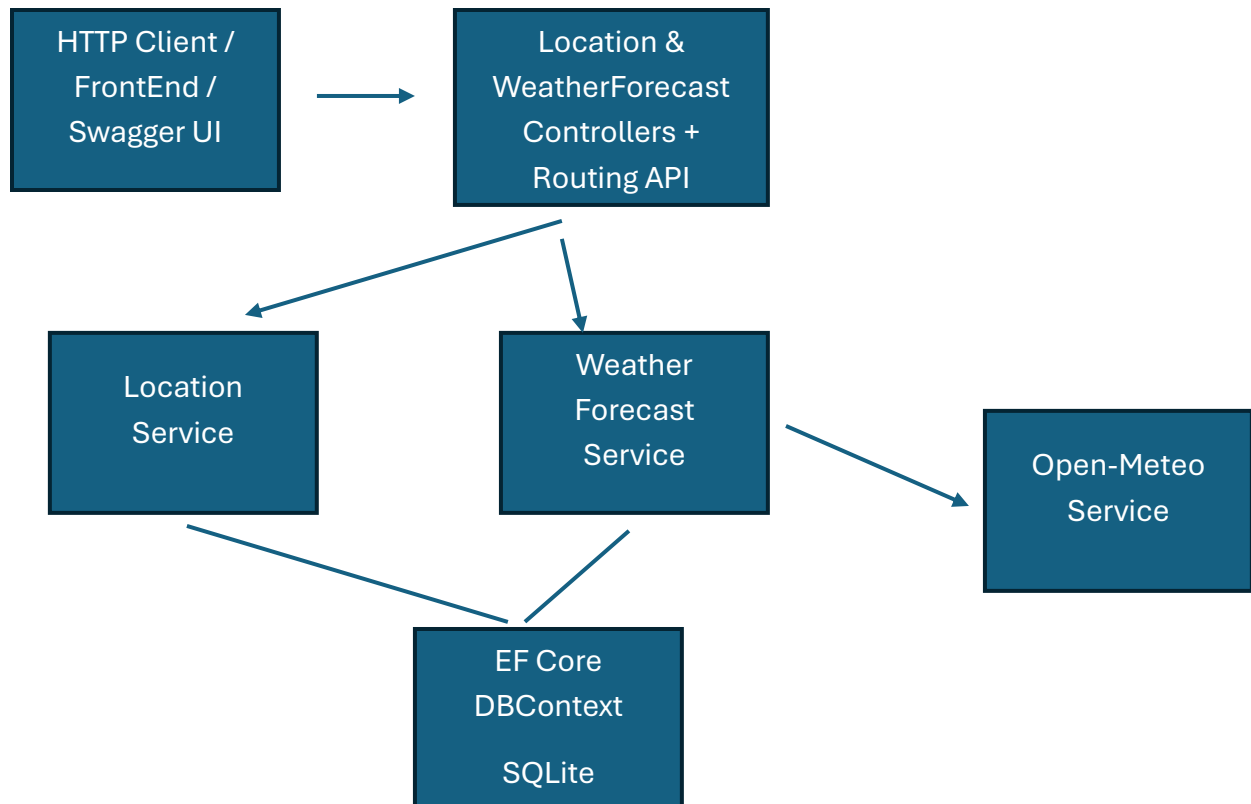 HTTP Client /
FrontEnd /
Swagger UI
Location &
WeatherForecast
Controllers +
Routing API
Location
Service
Weather
Forecast
Service
Open-Meteo
Service
EF Core
DBContext
SQLite